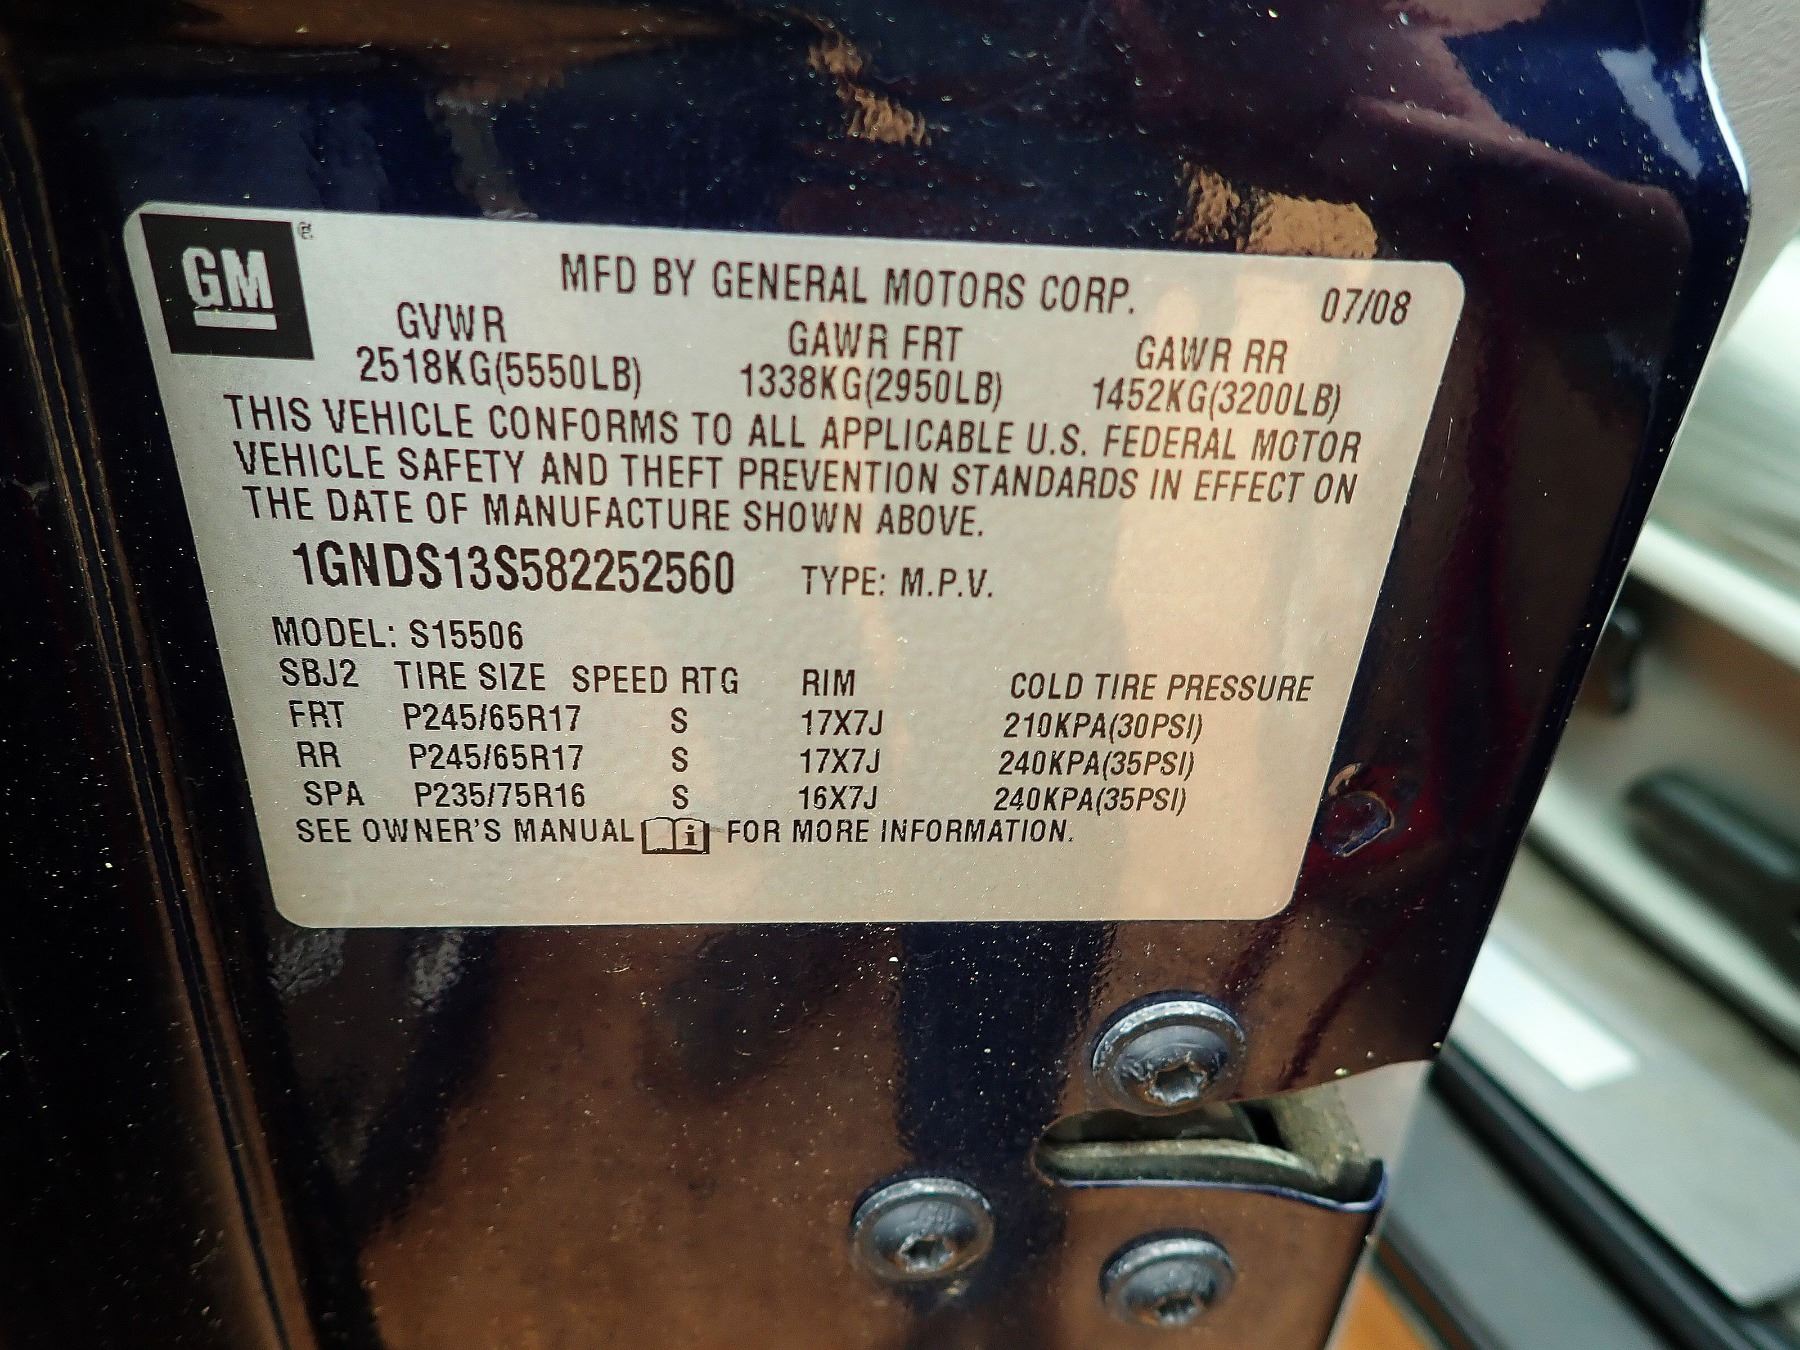 GM
MFD BY GENERAL MOTORS CORP. 07/08
GVWR GAWR FRT GAWR RR
2518KG(5550LB) 1338KG(2950LB) 1452KG(3200LB)
THIS VEHICLE CONFORMS TO ALL APPLICABLE U.S. FEDERAL MOTOR
VEHICLE SAFETY AND THEFT PREVENTION STANDARDS IN EFFECT ON
THE DATE OF MANUFACTURE SHOWN ABOVE.
1GNDS13S582252560 TYPE: M.P.V.
MODEL: S15506
SBJ2 TIRE SIZE SPEED RTG RIM COLD TIRE PRESSURE
FRT P245/65R17 S 17X7J 210KPA(30PSI)
RR P245/65R17 S 17X7J 240KPA(35PSI)
SPA P235/75R16 S 16X7J 240KPA(35PSI)
SEE OWNER'S MANUAL i FOR MORE INFORMATION.